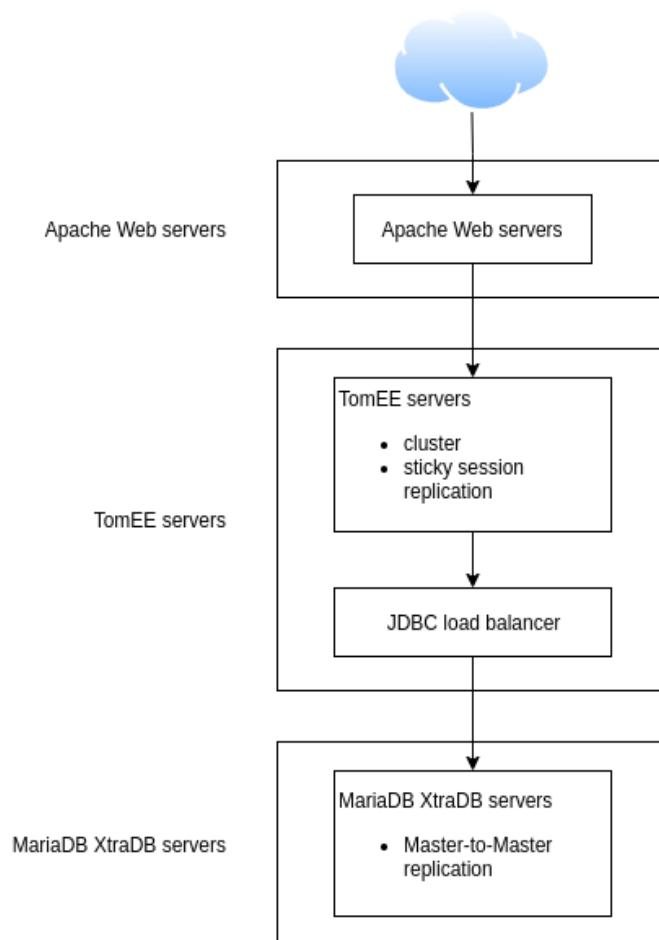 Apache Web servers
Apache Web servers
TomEE servers
cluster
sticky session
replication
TomEE servers
JDBC load balancer
MariaDB XtraDB servers
Master-to-Master
replication
MariaDB XtraDB servers